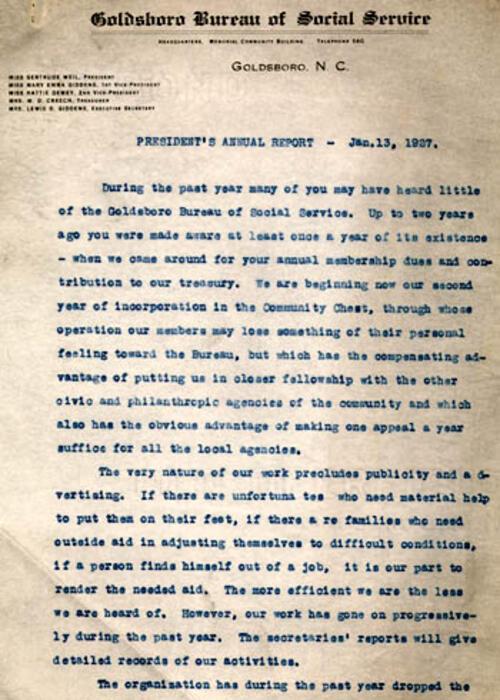 Goldsboro Bureau of Social Service
HEADQUARTERS, MEMORIAL COMMUNITY BUILDING TELEPHONE 560
GOLDSBORO, N. C.
MISS GERTRUDE WEIL, PRESIDENT
MISS MARY EMMA GIDDENS, 1ST VICE-PRESIDENT
MISS HATTIE DEWEY, 2ND VICE-PRESIDENT
MRS. M. D. CREECH, TREASURER
MRS. LEWIS D. GIDDENS, EXECUTIVE SECRETARY
PRESIDENT'S ANNUAL REPORT - Jan.13, 1927.
During the past year many of you may have heard little
of the Goldsboro Bureau of Social Service. Up to two years
ago you were made aware at least once a year of its existence
- when we came around for your annual membership dues and con-
tribution to our treasury. We are beginning now our second
year of incorporation in the Community Chest, through whose
operation our members may lose something of their personal
feeling toward the Bureau, but which has the compensating ad-
vantage of putting us in closer fellowship with the other
civic and philanthropic agencies of the community and which
also has the obvious advantage of making one appeal a year
suffice for all the local agencies.
The very nature of our work precludes publicity and a d-
vertising. If there are unfortuna tes who need material help
to put them on their feet, if there a re families who need
outside aid in adjusting themselves to difficult conditions,
if a person finds himself out of a job, it is our part to
render the needed aid. The more efficient we are the less
we are heard of. However, our work has gone on progressive-
ly during the past year. The secretaries' reports will give
detailed records of our activities.
The organization has during the past year dropped the